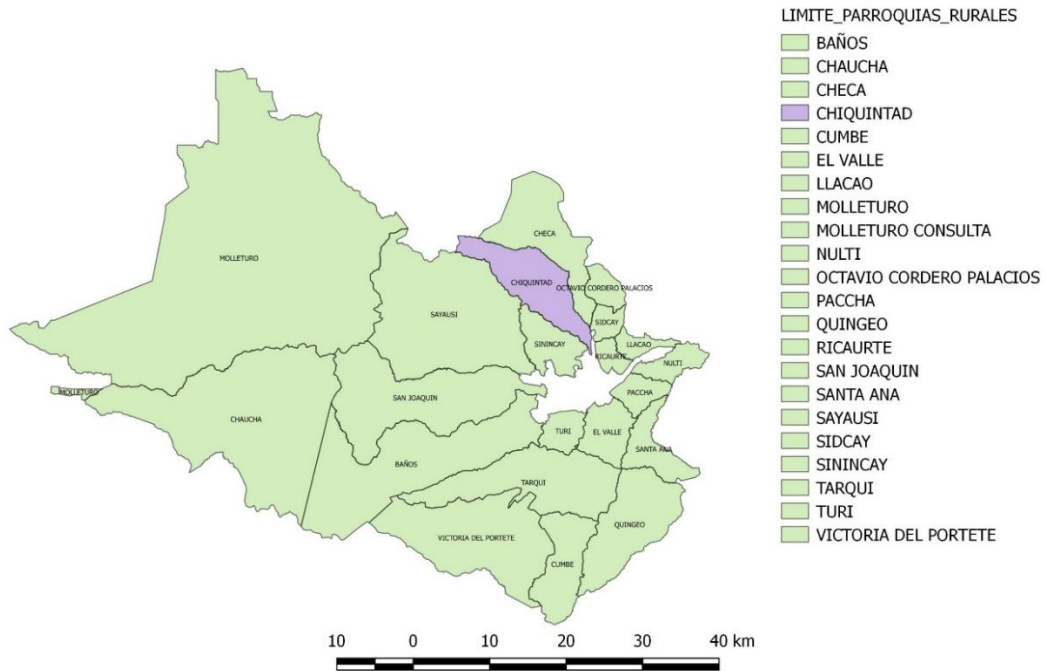 LIMITE_PARROQUIAS_RURALES
BAÑOS
CHAUCHA
CHECA
CHIQUINTAD
CUMBE
EL VALLE
LLACAO
MOLLETURO
MOLLETURO CONSULTA
NULTI
OCTAVIO CORDERO PALACIOS
PACCHA
QUINGEO
RICAURTE
SAN JOAQUIN
SANTA ANA
SAYAUSI
SIDCAY
SININCAY
TARQUI
TURI
VICTORIA DEL PORTETE
CHECA
MOLLETURO
CHIQUINTAD
OCTAVIO CORDERO PALACIOS
SAYAUSI
SIDCAY
SININCAY
LLACAO
RICAURTE
NULTI
MOLLETURO
PACCHA
SAN JOAQUIN
CHAUCHA
TURI
EL VALLE
SANTA ANA
BAÑOS
TARQUI
QUINGEO
VICTORIA DEL PORTETE
CUMBE
10 0 10 20 30 40 km